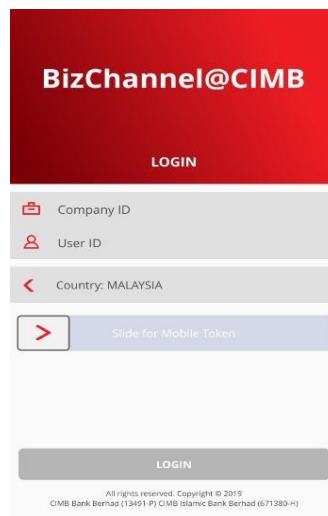 BizChannel@CIMB
LOGIN
Company ID
User ID
Country: MALAYSIA
Slide for Mobile Token
LOGIN
All rights reserved. Copyright © 2019
CIMB Bank Berhad (13491-P) CIMB Islamic Bank Berhad (671380-H)